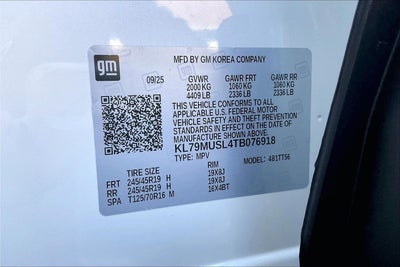 gm
MFD BY GM KOREA COMPANY
09/25 GVWR GAWR FRT GAWR RR
2000 KG 1060 KG 1060 KG
4409 LB 2336 LB 2336 LB
THIS VEHICLE CONFORMS TO ALL
APPLICABLE U.S. FEDERAL MOTOR
VEHICLE SAFETY AND THEFT PREVENTION
STANDARDS IN EFFECT ON THE DATE OF
MANUFACTURE SHOWN ABOVE.
KL79MUSL4TB076918
TYPE: MPV 481TT56
TIRE SIZE RIM
FRT 245/45R19 H 19X8J
RR 245/45R19 H 19X8J
SPA T125/70R16 M 16X4BT